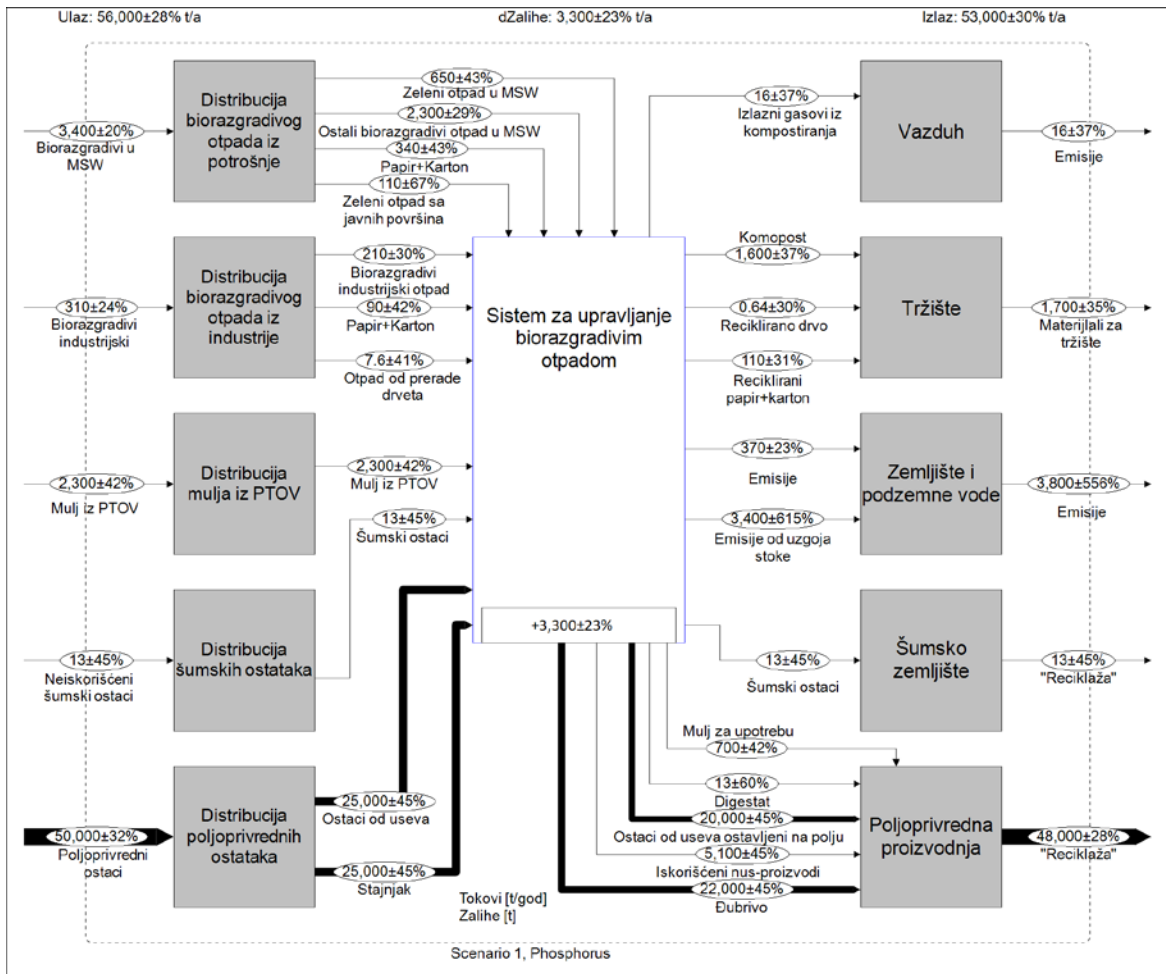 Ulaz: 56,000±28% t/a
dZalihe: 3,300±23% t/a
Izlaz: 53,000±30% t/a
3,400±20%
Biorazgradivi u
MSW
Distribucija
biorazgradivog
otpada iz
potrošnje
650±43%
Zeleni otpad u MSW
2,300±29%
Ostali biorazgradivi otpad u MSW
340±43%
Papir+Karton
110±67%
Zeleni otpad sa
javnih površina
16±37%
Izlazni gasovi iz
kompostiranja
Vazduh
16±37%
Emisije
310±24%
Biorazgradivi
industrijski
Distribucija
biorazgradivog
otpada iz
industrije
210±30%
Biorazgradivi
industrijski otpad
90±42%
Papir+Karton
7.6±41%
Otpad od prerade
drveta
Sistem za upravljanje
biorazgradivim
otpadom
+3,300±23%
Komopost
1,600±37%
0.64±30%
Reciklirano drvo
110±31%
Reciklirani
papir+karton
Tržište
1,700±35%
Materijlali za
tržište
2,300±42%
Mulj iz PTOV
Distribucija
mulja iz PTOV
2,300±42%
Mulj iz PTOV
370±23%
Emisije
3,400±615%
Emisije od uzgoja
stoke
Zemljište i
podzemne vode
3,800±556%
Emisije
13±45%
Neiskorišćeni
šumski ostaci
Distribucija
šumskih ostataka
13±45%
Šumski ostaci
13±45%
Šumski ostaci
Šumsko
zemljište
13±45%
"Reciklaža"
50,000±32%
Poljoprivredni
ostaci
Distribucija
poljoprivrednih
ostataka
25,000±45%
Ostaci od useva
25,000±45%
Stajnjak
Mulj za upotrebu
700±42%
13±60%
Digestat
20,000±45%
Ostaci od useva ostavljeni na polju
5,100±45%
Iskorišćeni nus-proizvodi
22,000±45%
Đubrivo
Poljoprivredna
proizvodnja
48,000±28%
"Reciklaža"
Tokovi [t/god]
Zalihe [t]
Scenario 1, Phosphorus